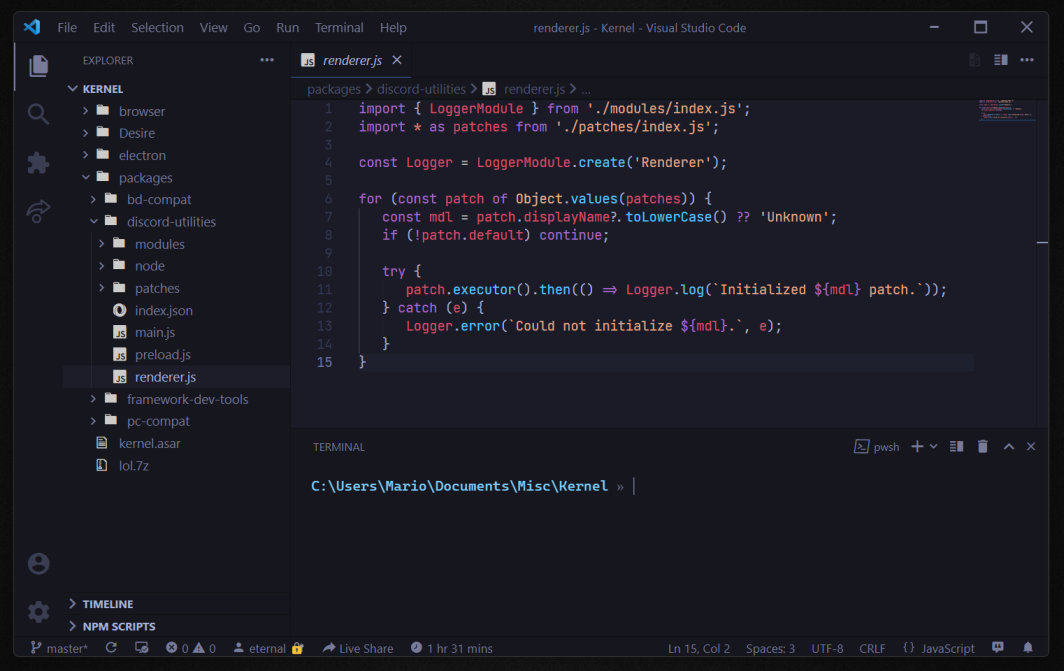 File Edit Selection View Go Run Terminal Help
renderer.js - Kernel - Visual Studio Code
EXPLORER
KERNEL
browser
Desire
electron
packages
bd-compat
discord-utilities
modules
node
patches
index.json
main.js
preload.js
renderer.js
framework-dev-tools
pc-compat
kernel.asar
lol.7z
TIMELINE
NPM SCRIPTS
JS renderer.js
packages > discord-utilities > JS renderer.js > ...
1 import { LoggerModule } from './modules/index.js';
2 import * as patches from './patches/index.js';
3
4 const Logger = LoggerModule.create('Renderer');
5
6 for (const patch of Object.values(patches)) {
7 const mdl = patch.displayName?.toLowerCase() ?? 'Unknown';
8 if (!patch.default) continue;
9
10 try {
11 patch.executor().then(() => Logger.log(`Initialized ${mdl} patch.`));
12 } catch (e) {
13 Logger.error(`Could not initialize ${mdl}.`, e);
14 }
15 }
TERMINAL
pwsh
C:\Users\Mario\Documents\Misc\Kernel »
master* 0 0 eternal 🔐 Live Share 1 hr 31 mins
Ln 15, Col 2 Spaces: 3 UTF-8 CRLF {} JavaScript